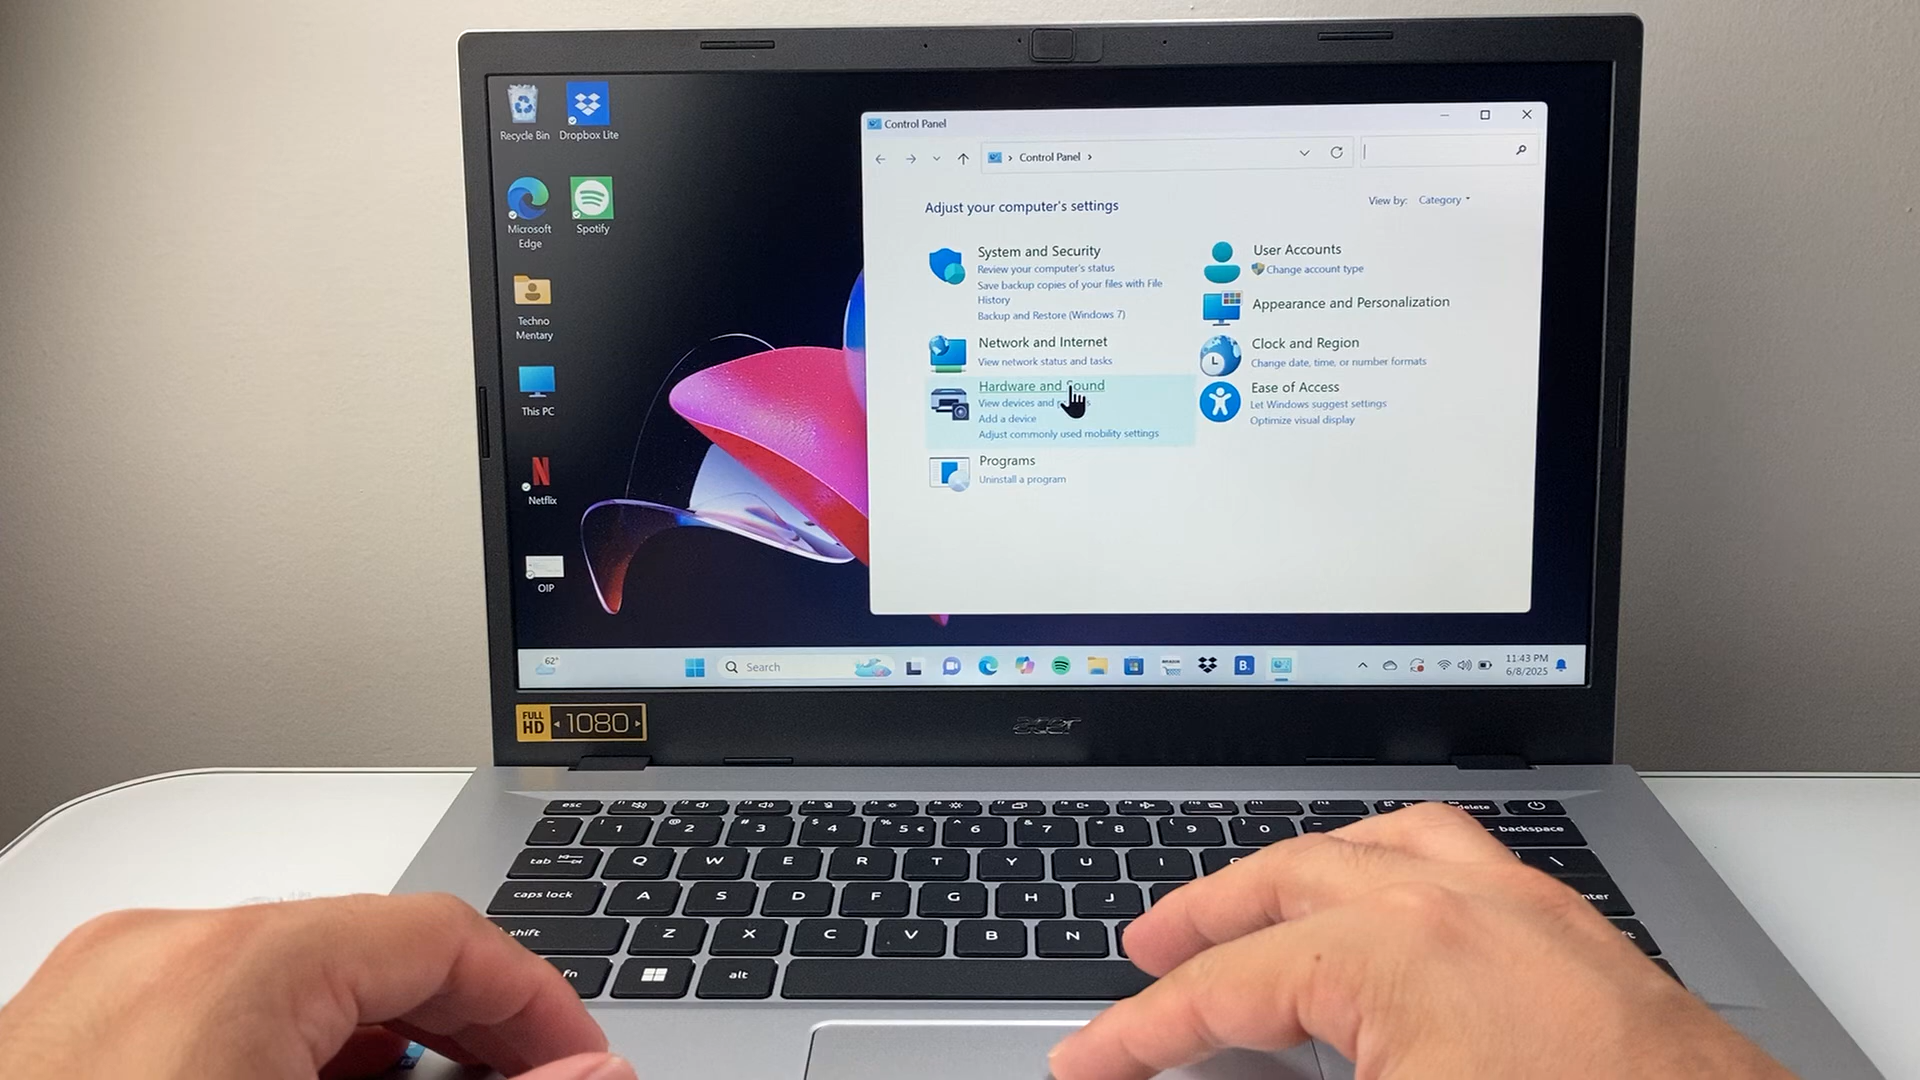 Recycle Bin
Dropbox Lite
Microsoft
Edge
Spotify
Techno
Mentary
This PC
Netflix
OIP
Control Panel
Control Panel
Adjust your computer's settings
View by: Category
System and Security
Review your computer's status
Save backup copies of your files with File
History
Backup and Restore (Windows 7)
Network and Internet
View network status and tasks
Hardware and Sound
View devices and
Add a device
Adjust commonly used mobility settings
Programs
Uninstall a program
User Accounts
Change account type
Appearance and Personalization
Clock and Region
Change date, time, or number formats
Ease of Access
Let Windows suggest settings
Optimize visual display
62°
Search
B.
11:43 PM
6/8/2025
FULL
HD
1080
acer
esc
delete
! 1 @ 2 # 3 $ 4 % 5 € ^ 6 & 7 * 8 ( 9 ) 0
backspace
tab Q W E R T Y U I
caps lock A S D F G H J
shift Z X C V B N
fn alt